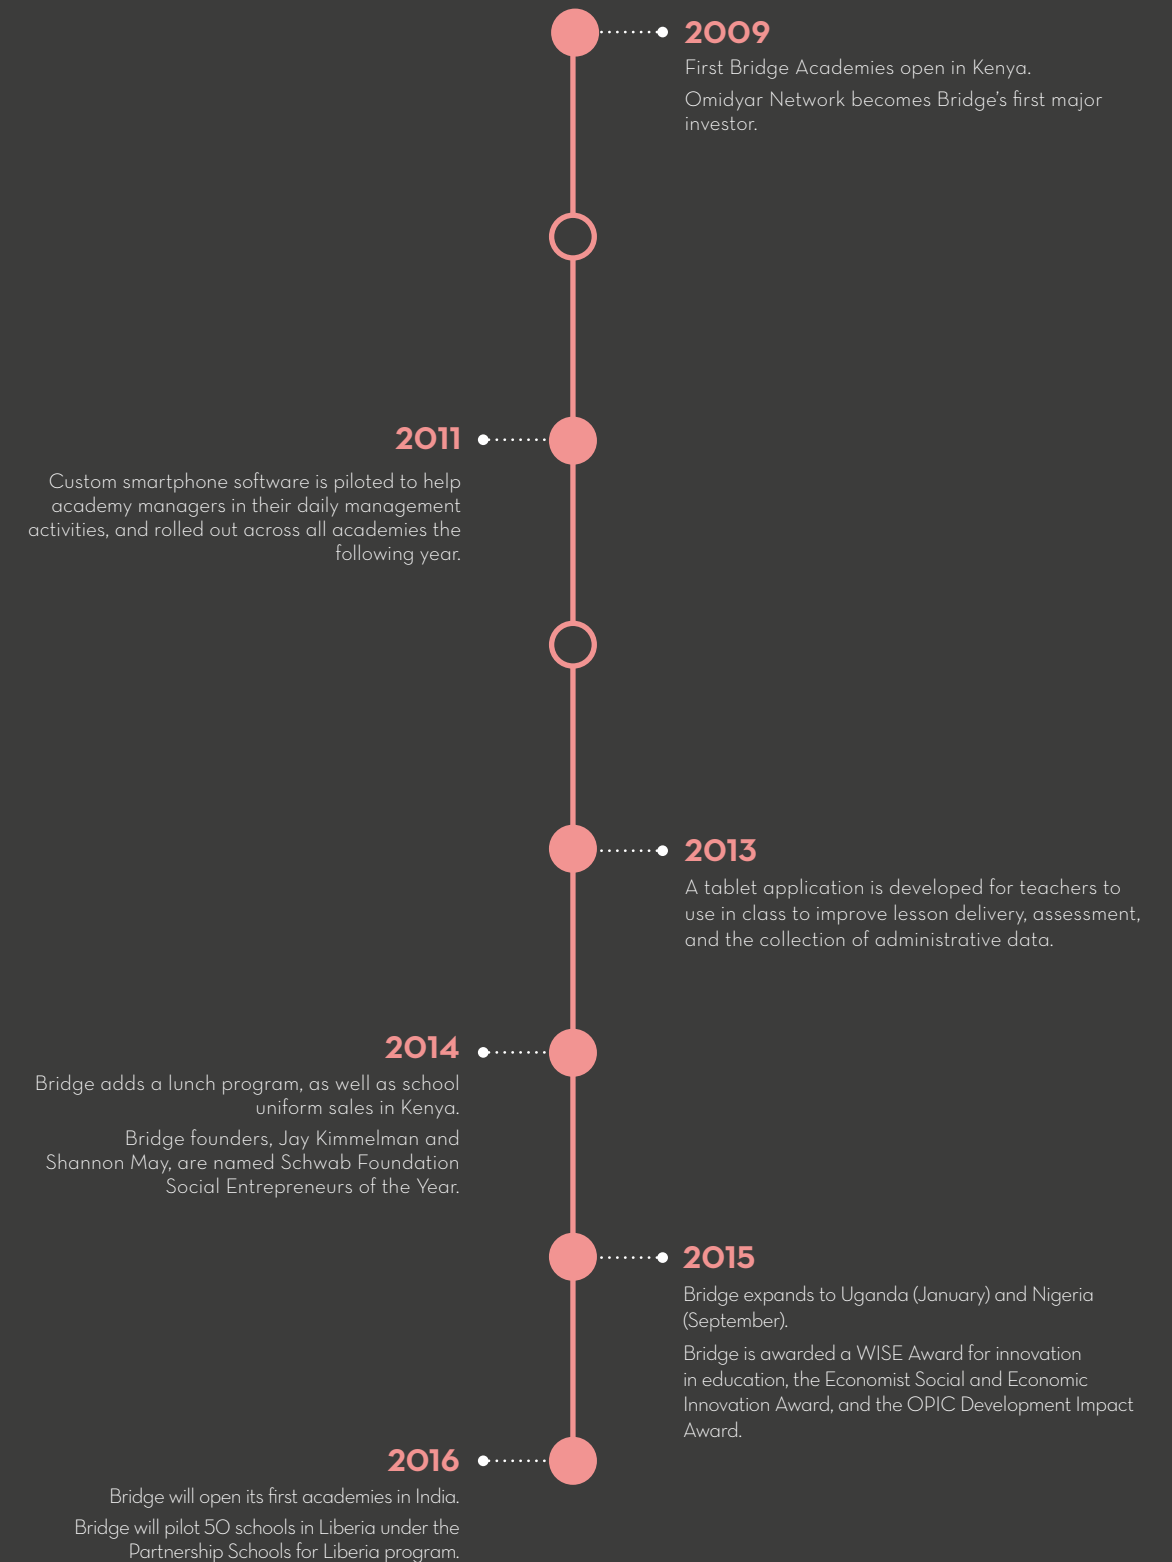 2009
First Bridge Academies open in Kenya.
Omidyar Network becomes Bridge’s first major
investor.
2011
Custom smartphone software is piloted to help
academy managers in their daily management
activities, and rolled out across all academies the
following year.
2013
A tablet application is developed for teachers to
use in class to improve lesson delivery, assessment,
and the collection of administrative data.
2014
Bridge adds a lunch program, as well as school
uniform sales in Kenya.
Bridge founders, Jay Kimmelman and
Shannon May, are named Schwab Foundation
Social Entrepreneurs of the Year.
2015
Bridge expands to Uganda (January) and Nigeria
(September).
Bridge is awarded a WISE Award for innovation
in education, the Economist Social and Economic
Innovation Award, and the OPIC Development Impact
Award.
2016
Bridge will open its first academies in India.
Bridge will pilot 50 schools in Liberia under the
Partnership Schools for Liberia program.